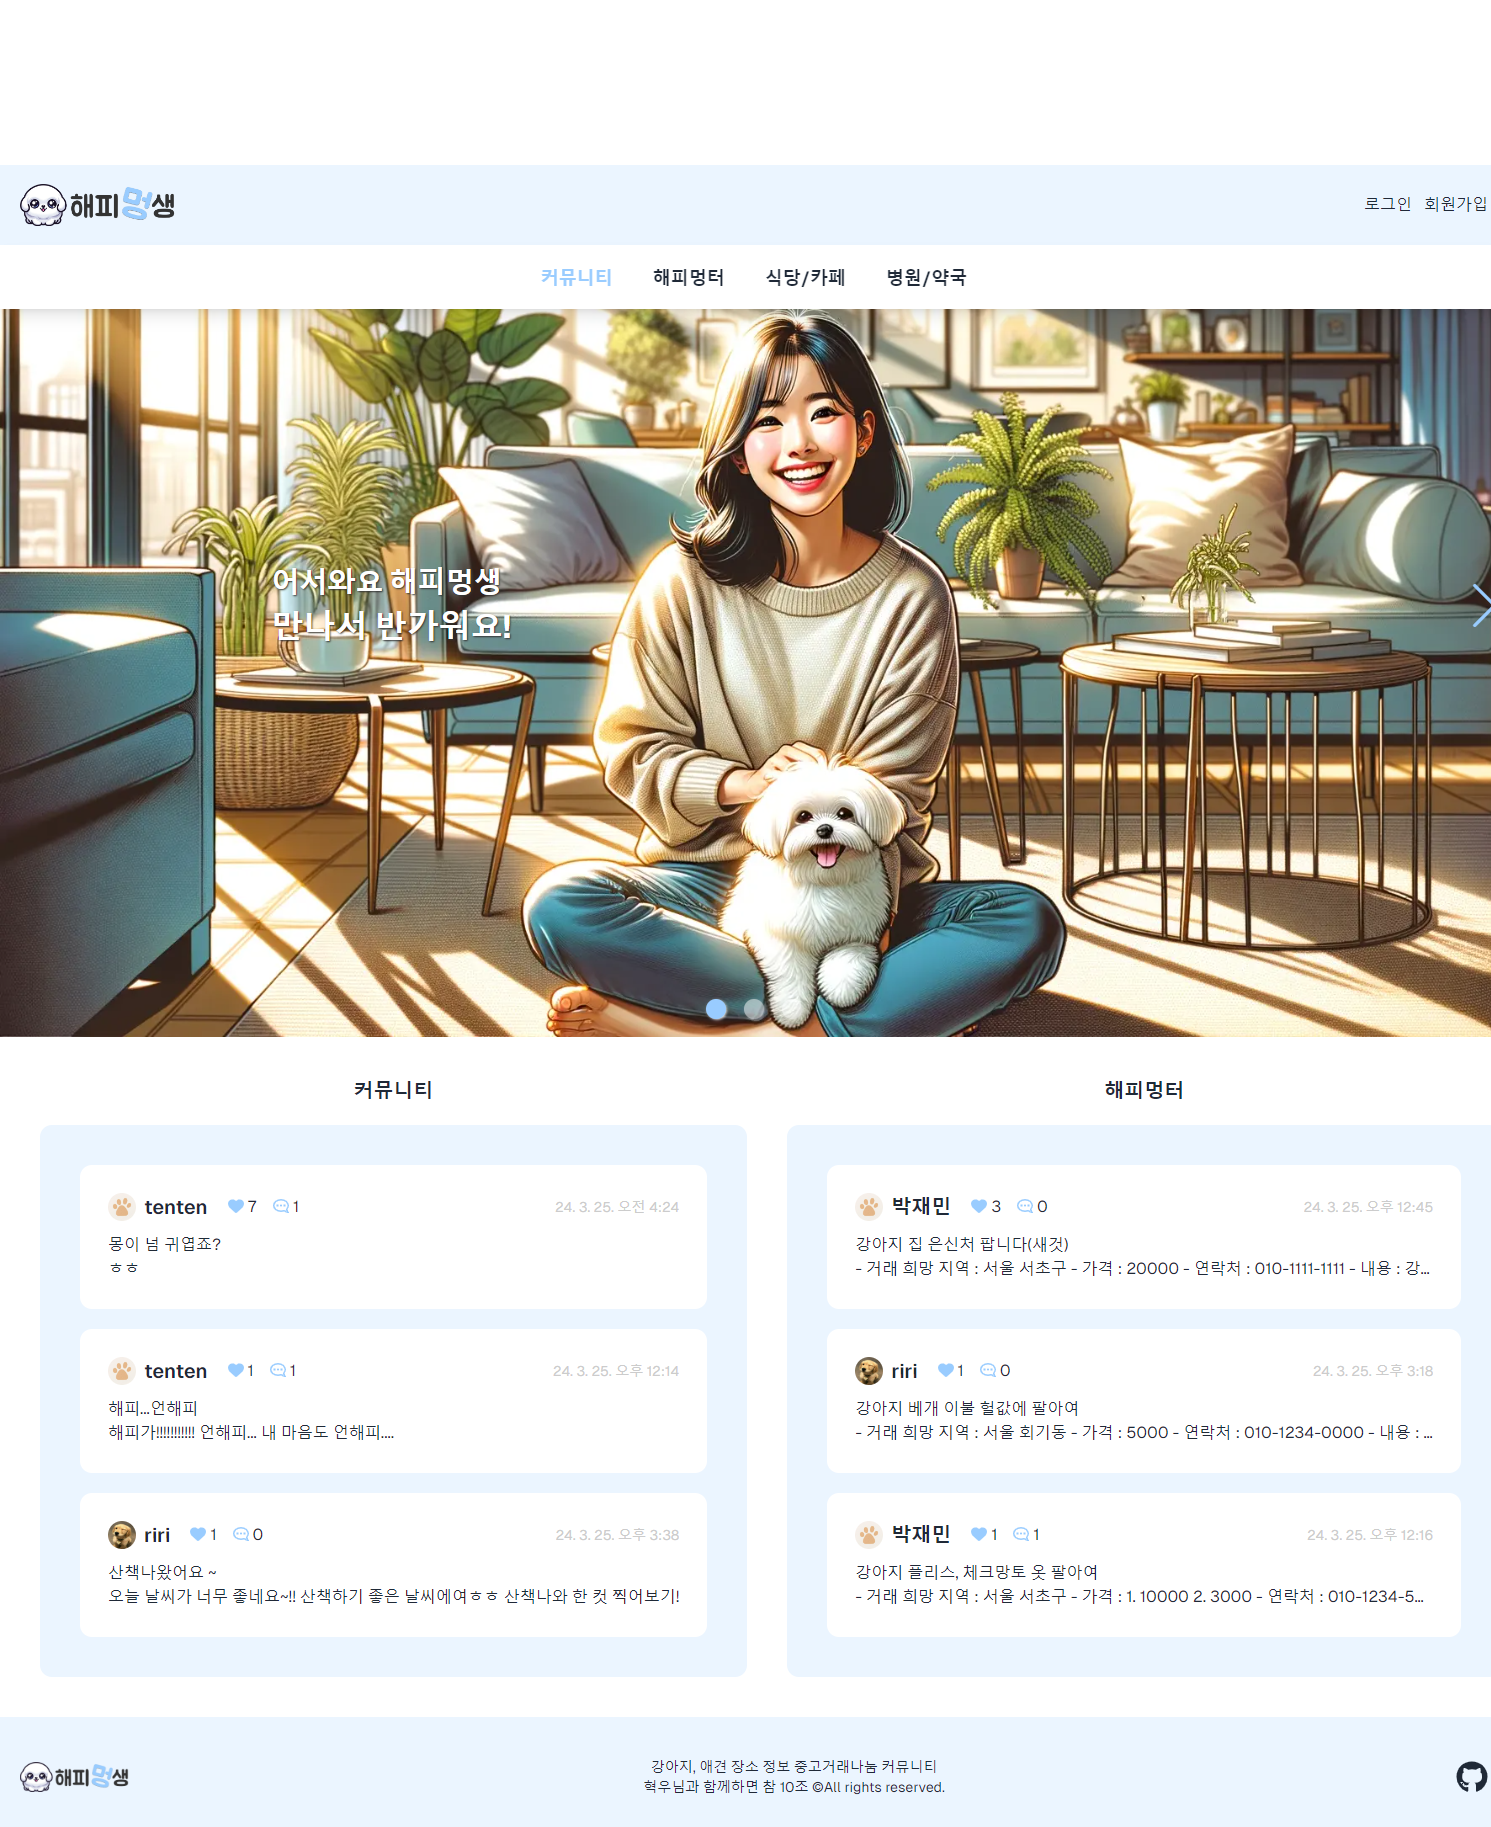 해피멍생
로그인 회원가입
커뮤니티 해피멍터 식당/카페 병원/약국
어서와요 해피멍생
만나서 반가워요!
커뮤니티
tenten 7 1 24. 3. 25. 오전 4:24
몽이 넘 귀엽죠?
ㅎㅎ
tenten 1 1 24. 3. 25. 오후 12:14
해피...언해피
해피가!!!!!!!!!!! 언해피... 내 마음도 언해피....
riri 1 0 24. 3. 25. 오후 3:38
산책나왔어요 ~
오늘 날씨가 너무 좋네요~!! 산책하기 좋은 날씨에여ㅎㅎ 산책나와 한 컷 찍어보기!
해피멍터
박재민 3 0 24. 3. 25. 오후 12:45
강아지 집 은신처 팝니다(새것)
- 거래 희망 지역 : 서울 서초구 - 가격 : 20000 - 연락처 : 010-1111-1111 - 내용 : 강...
riri 1 0 24. 3. 25. 오후 3:18
강아지 베개 이불 헐값에 팔아여
- 거래 희망 지역 : 서울 회기동 - 가격 : 5000 - 연락처 : 010-1234-0000 - 내용 : ...
박재민 1 1 24. 3. 25. 오후 12:16
강아지 플리스, 체크망토 옷 팔아여
- 거래 희망 지역 : 서울 서초구 - 가격 : 1. 10000 2. 3000 - 연락처 : 010-1234-5...
해피멍생
강아지, 애견 장소 정보 중고거래나눔 커뮤니티
혁우님과 함께하면 참 10조 ©All rights reserved.